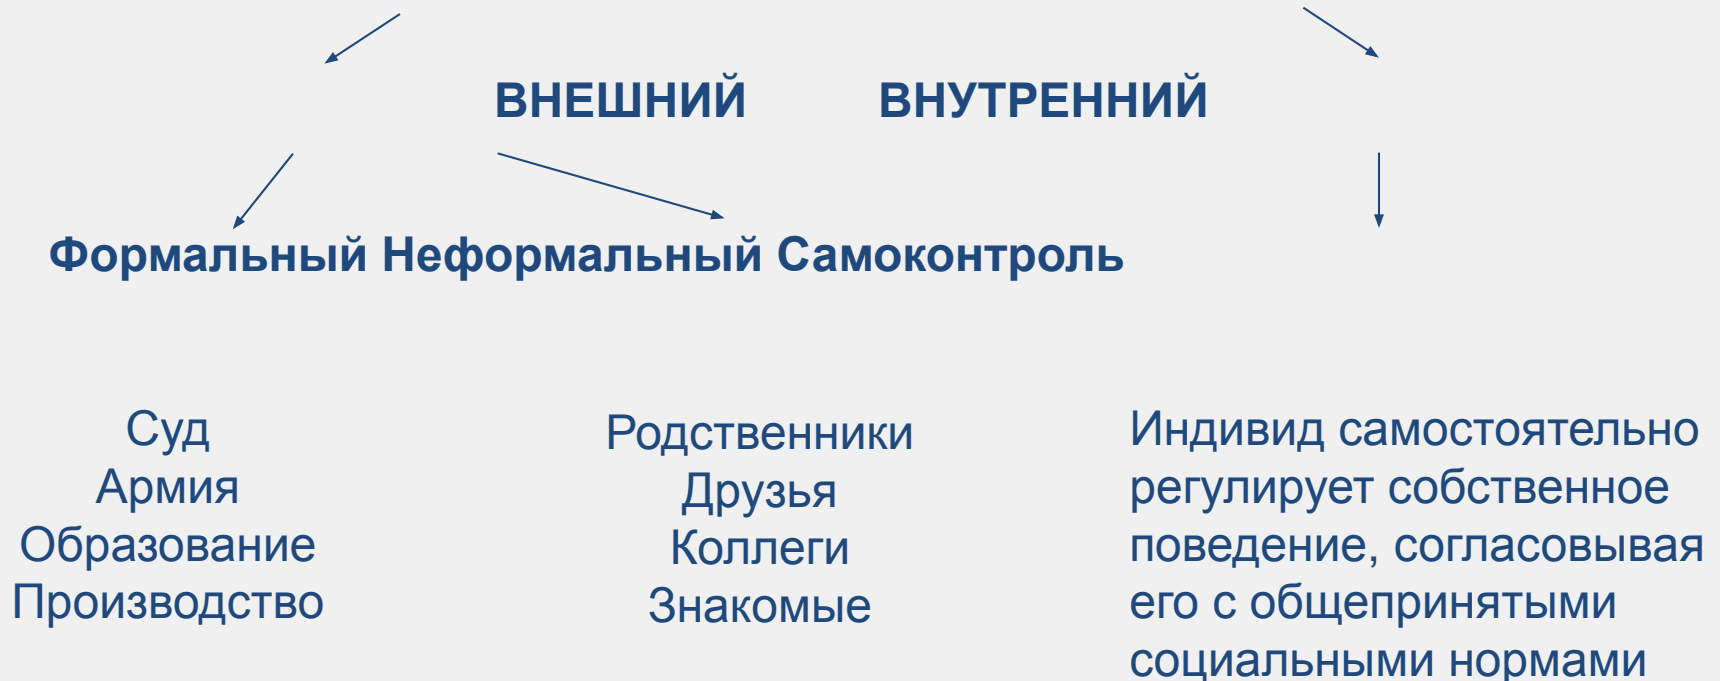 ВНЕШНИЙ ВНУТРЕННИЙ
Формальный Неформальный Самоконтроль
Суд
Армия
Образование
Производство
Родственники
Друзья
Коллеги
Знакомые
Индивид самостоятельно
регулирует собственное
поведение, согласовывая
его с общепринятыми
социальными нормами